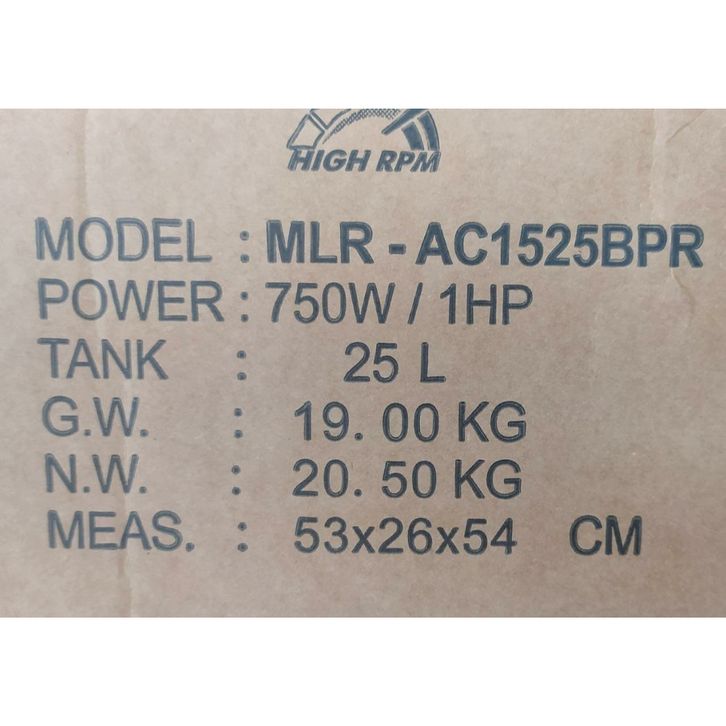 HIGH RPM
MODEL : MLR - AC1525BPR
POWER : 750W / 1HP
TANK : 25 L
G.W. : 19. 00 KG
N.W. : 20. 50 KG
MEAS. : 53x26x54 CM